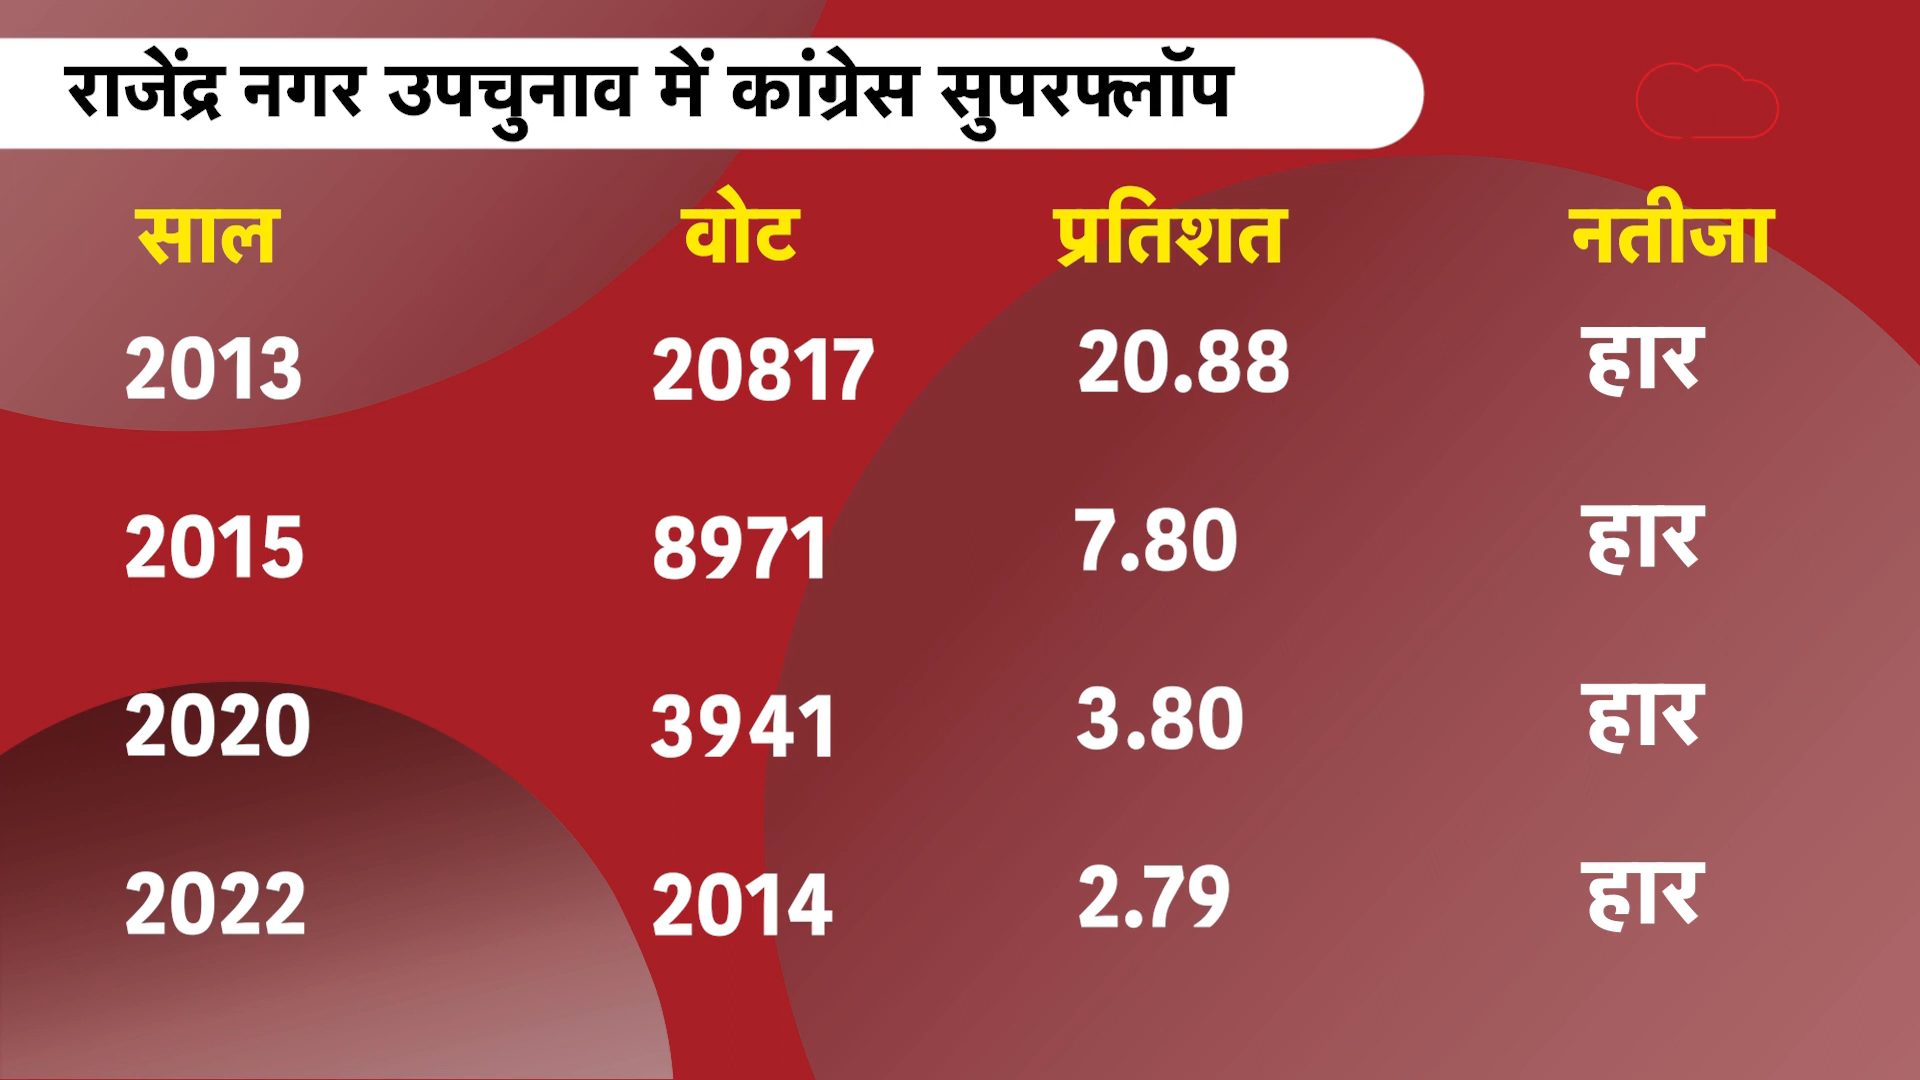 राजेंद्र नगर उपचुनाव में कांग्रेस सुपरफ्लॉप
साल वोट प्रतिशत नतीजा
2013 20817 20.88 हार
2015 8971 7.80 हार
2020 3941 3.80 हार
2022 2014 2.79 हार